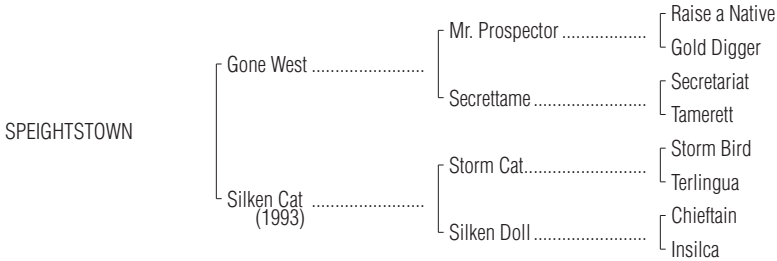 Raise a Native
Mr. Prospector ..................
Gold Digger
Gone West ........................
Secretariat
Secrettame ........................
Tamerett
SPEIGHTSTOWN
Storm Bird
Storm Cat..........................
Terlingua
Silken Cat ........................
(1993)
Chieftain
Silken Doll ........................
Insilca